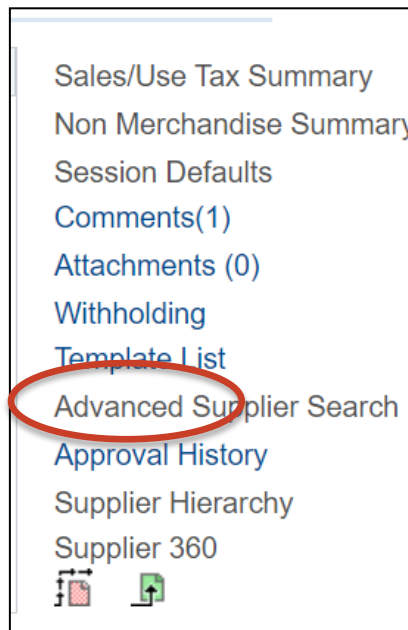 Sales/Use Tax Summary
Non Merchandise Summary
Session Defaults
Comments(1)
Attachments (0)
Withholding
Template List
Advanced Supplier Search
Approval History
Supplier Hierarchy
Supplier 360